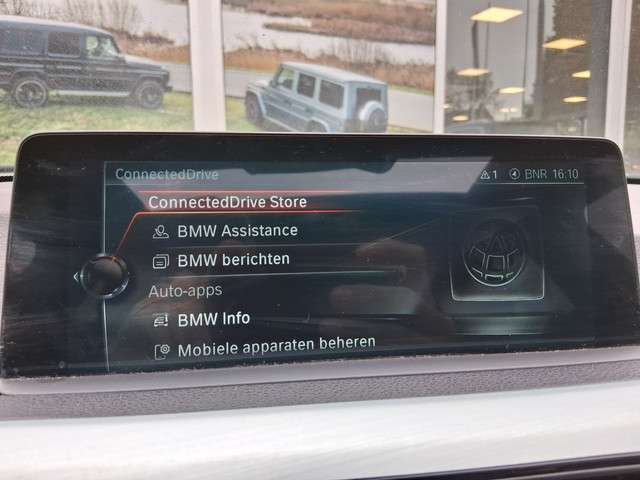 ConnectedDrive
1 BNR 16:10
ConnectedDrive Store
BMW Assistance
BMW berichten
Auto-apps
BMW Info
Mobiele apparaten beheren